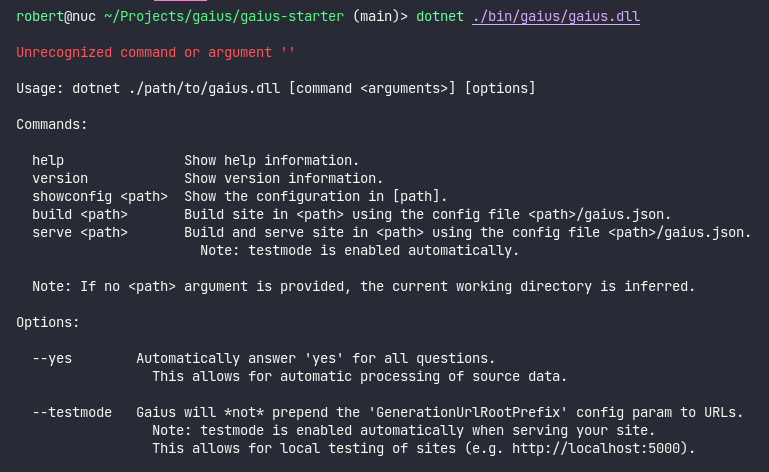 robert@nuc ~/Projects/gaius/gaius-starter (main)> dotnet ./bin/gaius/gaius.dll
Unrecognized command or argument ''
Usage: dotnet ./path/to/gaius.dll [command <arguments>] [options]
Commands:
help               Show help information.
version            Show version information.
showconfig <path>  Show the configuration in [path].
build <path>       Build site in <path> using the config file <path>/gaius.json.
serve <path>       Build and serve site in <path> using the config file <path>/gaius.json.
Note: testmode is enabled automatically.
Note: If no <path> argument is provided, the current working directory is inferred.
Options:
--yes        Automatically answer 'yes' for all questions.
This allows for automatic processing of source data.
--testmode   Gaius will *not* prepend the 'GenerationUrlRootPrefix' config param to URLs.
Note: testmode is enabled automatically when serving your site.
This allows for local testing of sites (e.g. http://localhost:5000).